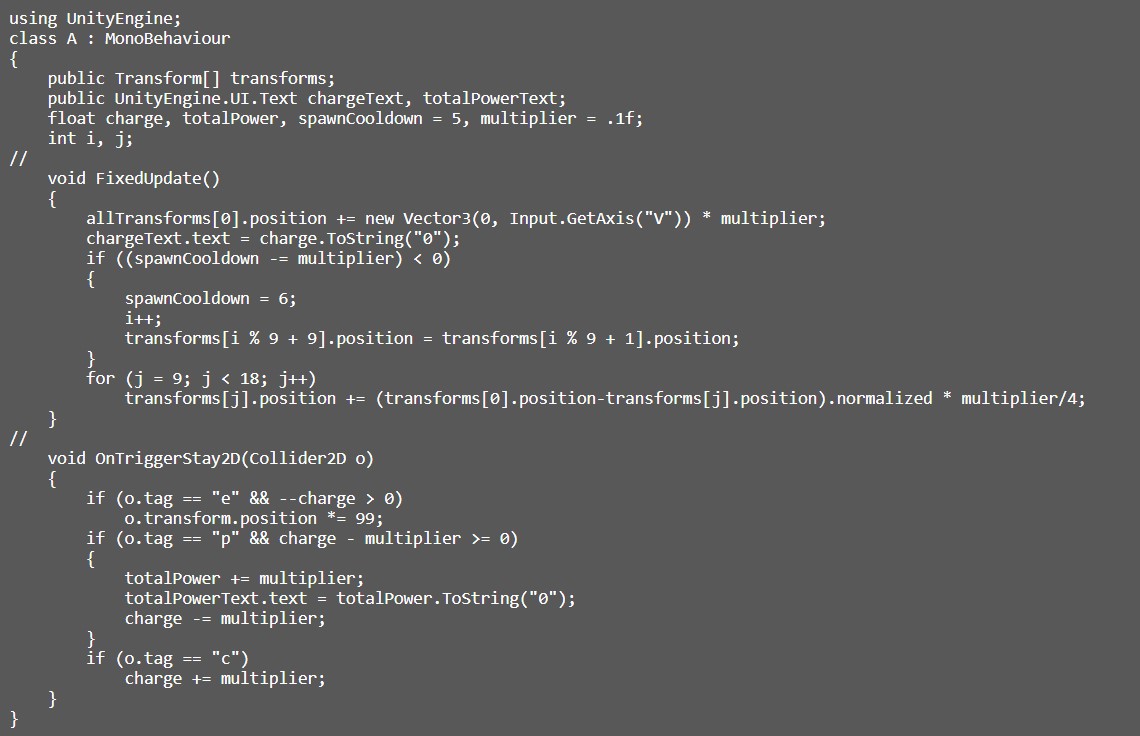 using UnityEngine;
class A : MonoBehaviour
{
    public Transform[] transforms;
    public UnityEngine.UI.Text chargeText, totalPowerText;
    float charge, totalPower, spawnCooldown = 5, multiplier = .1f;
    int i, j;
//
    void FixedUpdate()
    {
        allTransforms[0].position += new Vector3(0, Input.GetAxis("V")) * multiplier;
        chargeText.text = charge.ToString("0");
        if ((spawnCooldown -= multiplier) < 0)
        {
            spawnCooldown = 6;
            i++;
            transforms[i % 9 + 9].position = transforms[i % 9 + 1].position;
        }
        for (j = 9; j < 18; j++)
            transforms[j].position += (transforms[0].position-transforms[j].position).normalized * multiplier/4;
    }
//
    void OnTriggerStay2D(Collider2D o)
    {
        if (o.tag == "e" && --charge > 0)
            o.transform.position *= 99;
        if (o.tag == "p" && charge - multiplier >= 0)
        {
            totalPower += multiplier;
            totalPowerText.text = totalPower.ToString("0");
            charge -= multiplier;
        }
        if (o.tag == "c")
            charge += multiplier;
    }
}